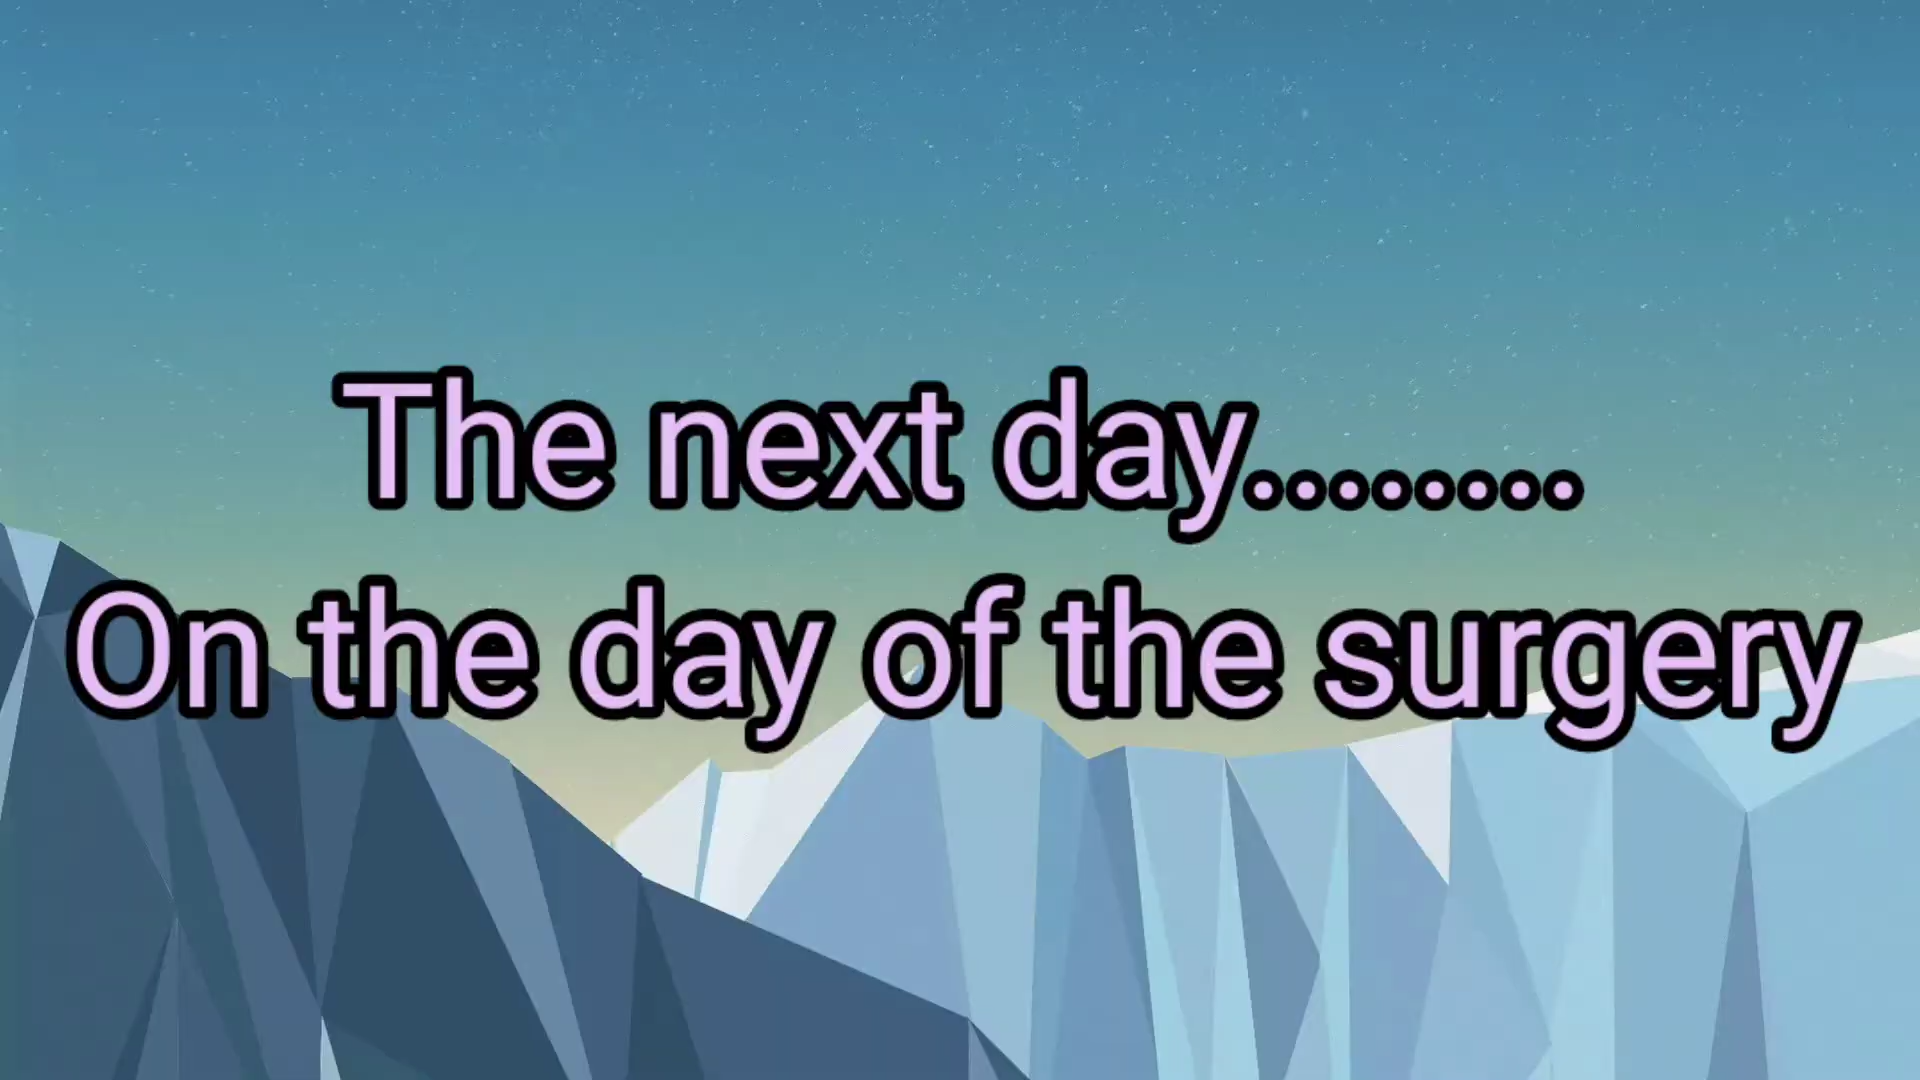 The next day........
On the day of the surgery